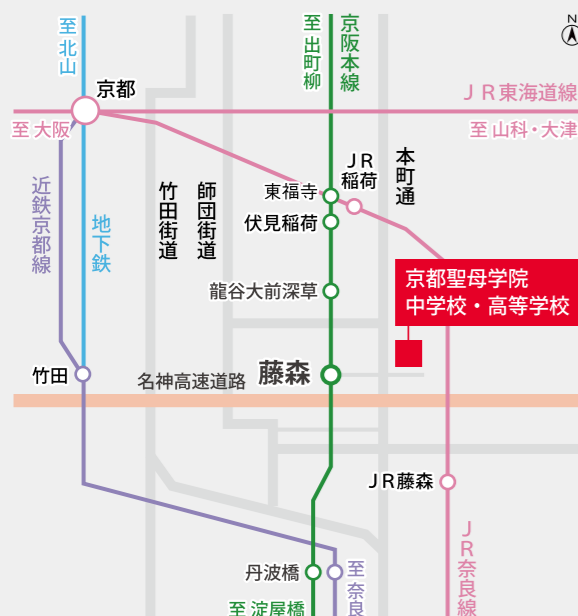 至北山
至出町柳
京阪本線
N
京都
ＪＲ東海道線
至 大阪
至 山科・大津
近鉄京都線
地下鉄
竹田街道
師団街道
東福寺
ＪＲ
稲荷
本町通
伏見稲荷
龍谷大前深草
京都聖母学院
中学校・高等学校
竹田
名神高速道路
藤森
ＪＲ藤森
ＪＲ奈良線
丹波橋
至奈良
至 淀屋橋